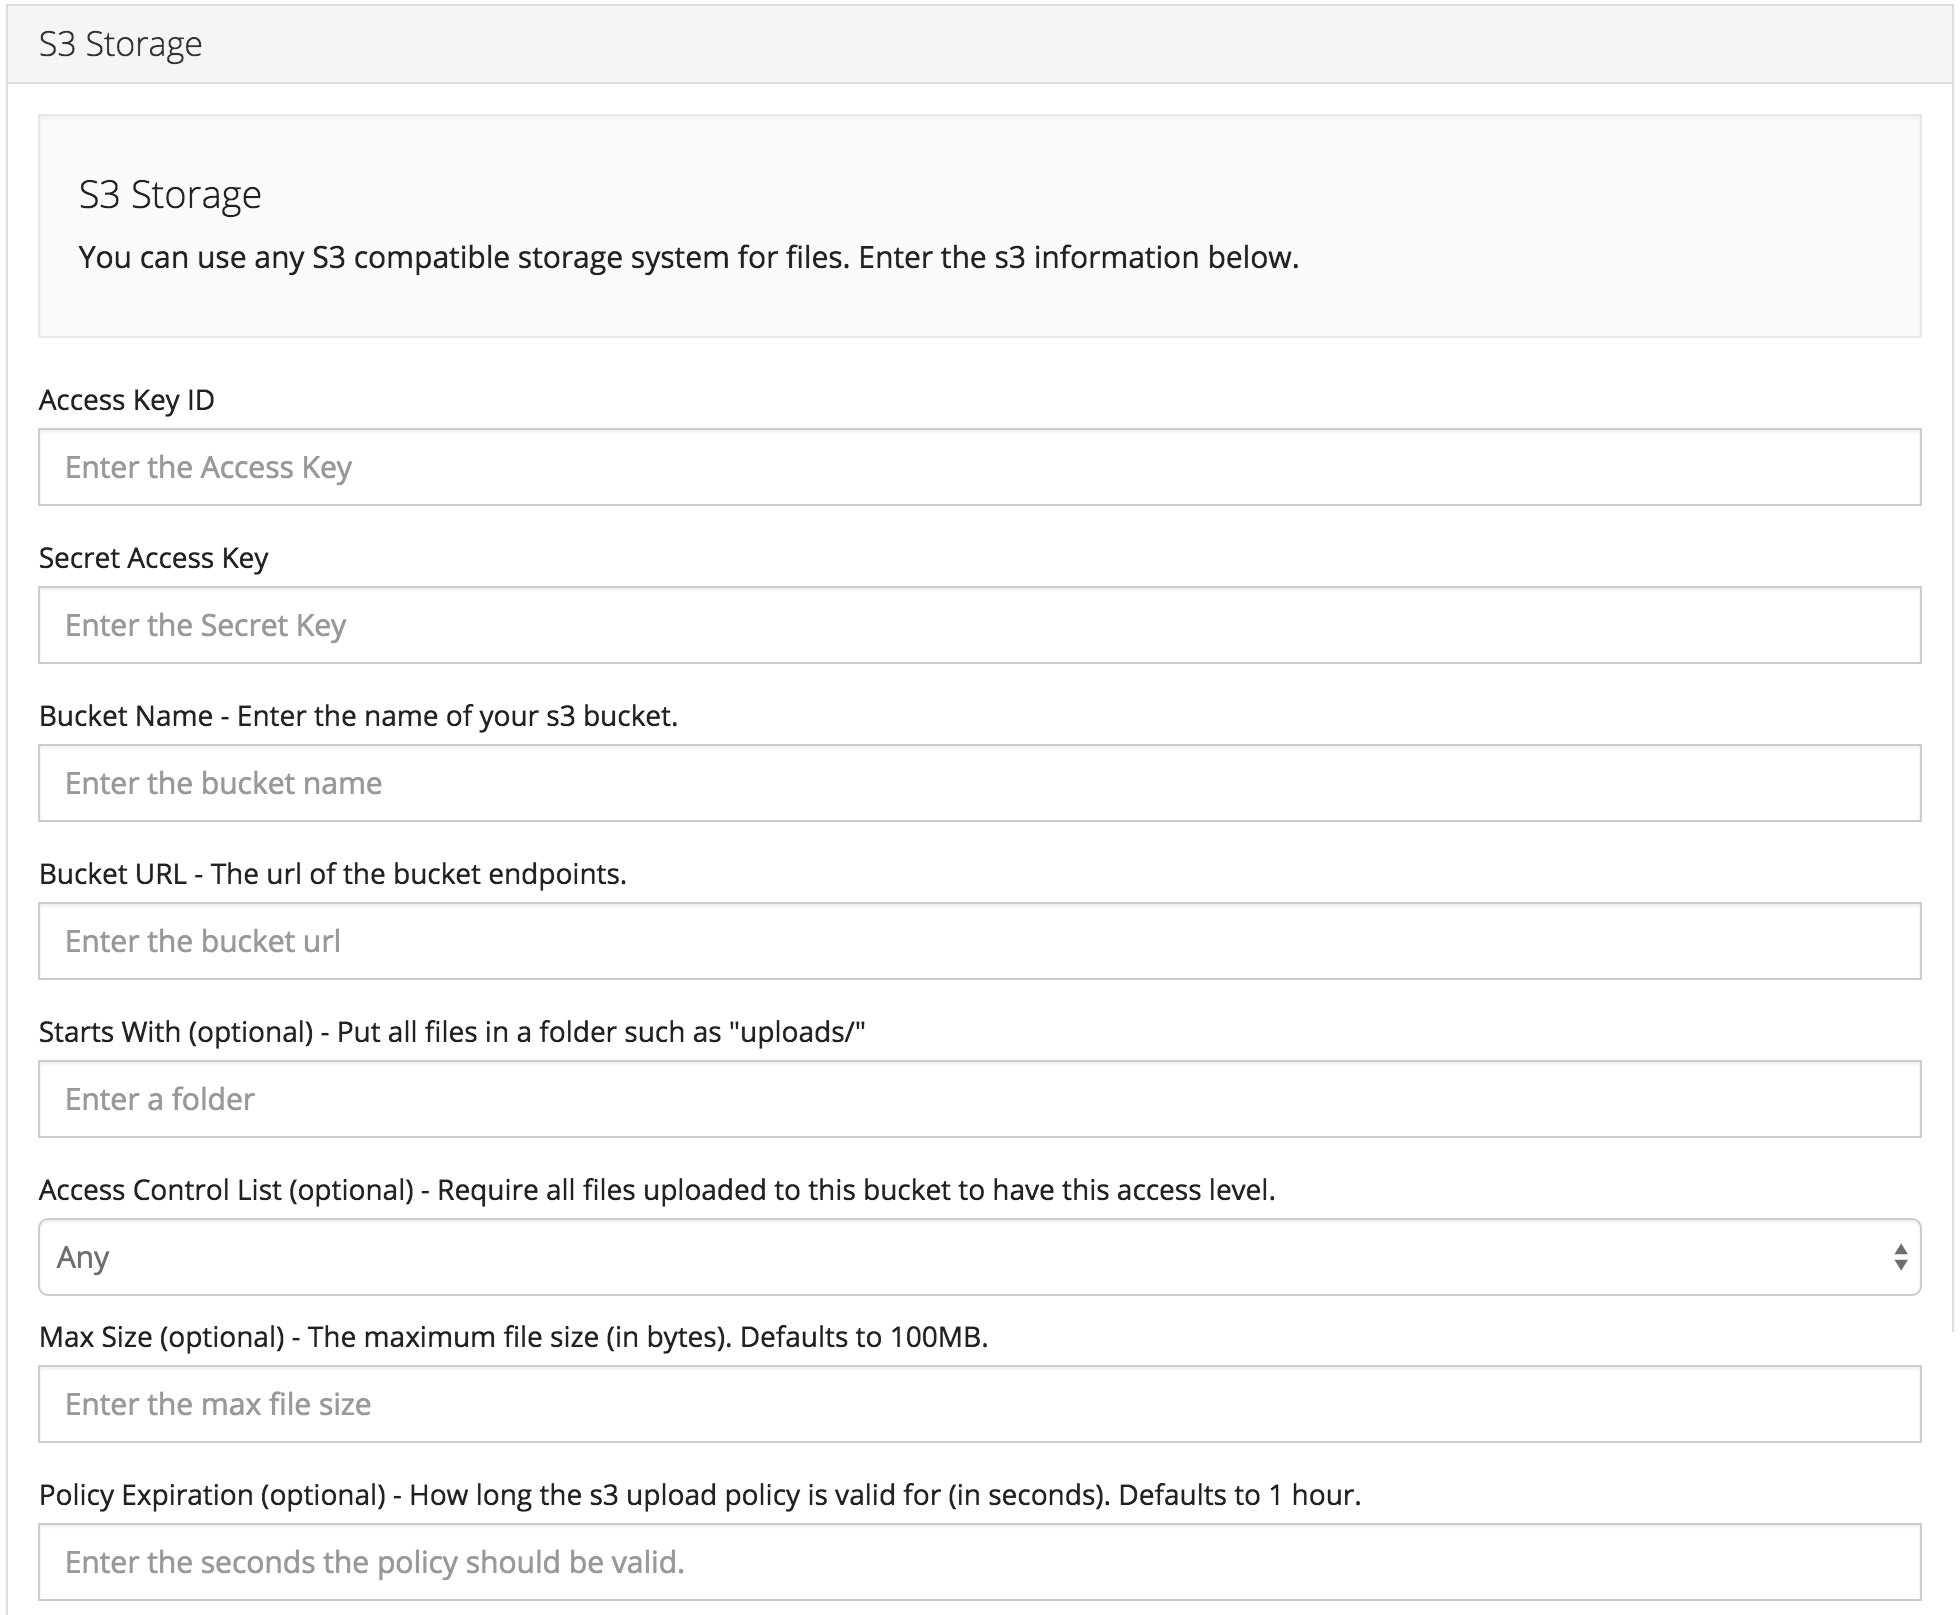 S3 Storage
S3 Storage
You can use any S3 compatible storage system for files. Enter the s3 information below.
Access Key ID
Enter the Access Key
Secret Access Key
Enter the Secret Key
Bucket Name - Enter the name of your s3 bucket.
Enter the bucket name
Bucket URL - The url of the bucket endpoints.
Enter the bucket url
Starts With (optional) - Put all files in a folder such as "uploads/"
Enter a folder
Access Control List (optional) - Require all files uploaded to this bucket to have this access level.
Any
Max Size (optional) - The maximum file size (in bytes). Defaults to 100MB.
Enter the max file size
Policy Expiration (optional) - How long the s3 upload policy is valid for (in seconds). Defaults to 1 hour.
Enter the seconds the policy should be valid.